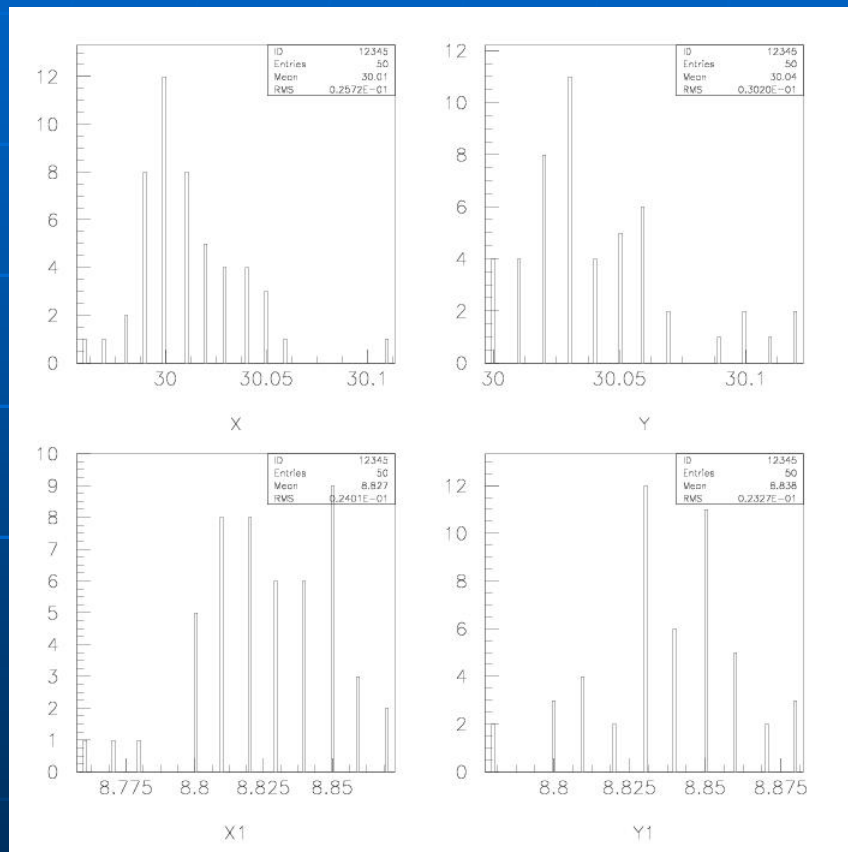 ID 12345
Entries 50
Mean 30.01
RMS 0.2572E-01
12
10
8
6
4
2
0
30 30.05 30.1
X
ID 12345
Entries 50
Mean 30.04
RMS 0.3020E-01
12
10
8
6
4
2
0
30 30.05 30.1
Y
ID 12345
Entries 50
Mean 8.827
RMS 0.2401E-01
10
9
8
7
6
5
4
3
2
1
0
8.775 8.8 8.825 8.85
X1
ID 12345
Entries 50
Mean 8.838
RMS 0.2327E-01
12
10
8
6
4
2
0
8.8 8.825 8.85 8.875
Y1